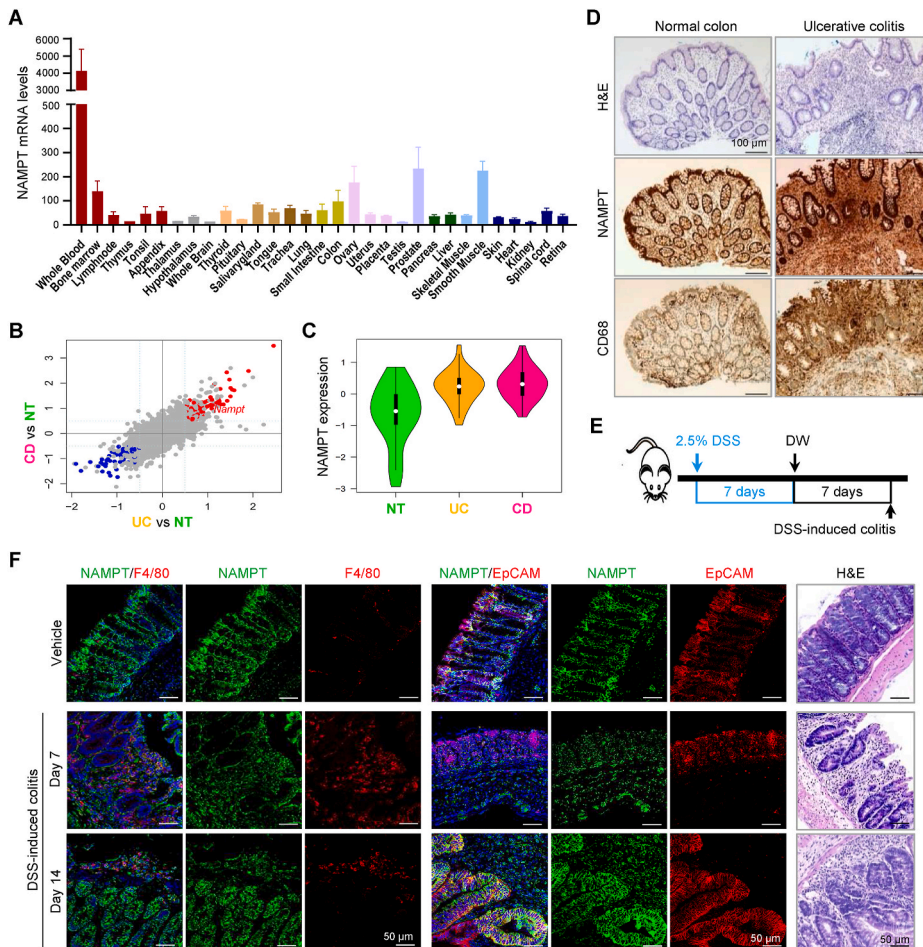 A
NAMPT mRNA levels
6000
5000
4000
3000
500
400
300
200
100
0
Whole Blood
Bone marrow
Lymphnode
Thymus
Tonsil
Appendix
Thalamus
Hypothalamus
Whole Brain
Thyroid
Pituitary
Salivarygland
Tongue
Trachea
Lung
Small Intestine
Colon
Ovary
Uterus
Placenta
Testis
Prostate
Pancreas
Liver
Skeletal Muscle
Smooth Muscle
Skin
Heart
Kidney
Spinal cord
Retina
B
CD vs NT
3
2
1
0
-1
-2
Nampt
-2 -1 0 1 2
UC vs NT
C
NAMPT expression
1
0
-1
-2
-3
NT UC CD
D
Normal colon Ulcerative colitis
H&E
100 μm
NAMPT
CD68
E
2.5% DSS DW
7 days 7 days
DSS-induced colitis
F
NAMPT/F4/80 NAMPT F4/80 NAMPT/EpCAM NAMPT EpCAM H&E
Vehicle
DSS-induced colitis
Day 7
Day 14
50 μm 50 μm 50 μm